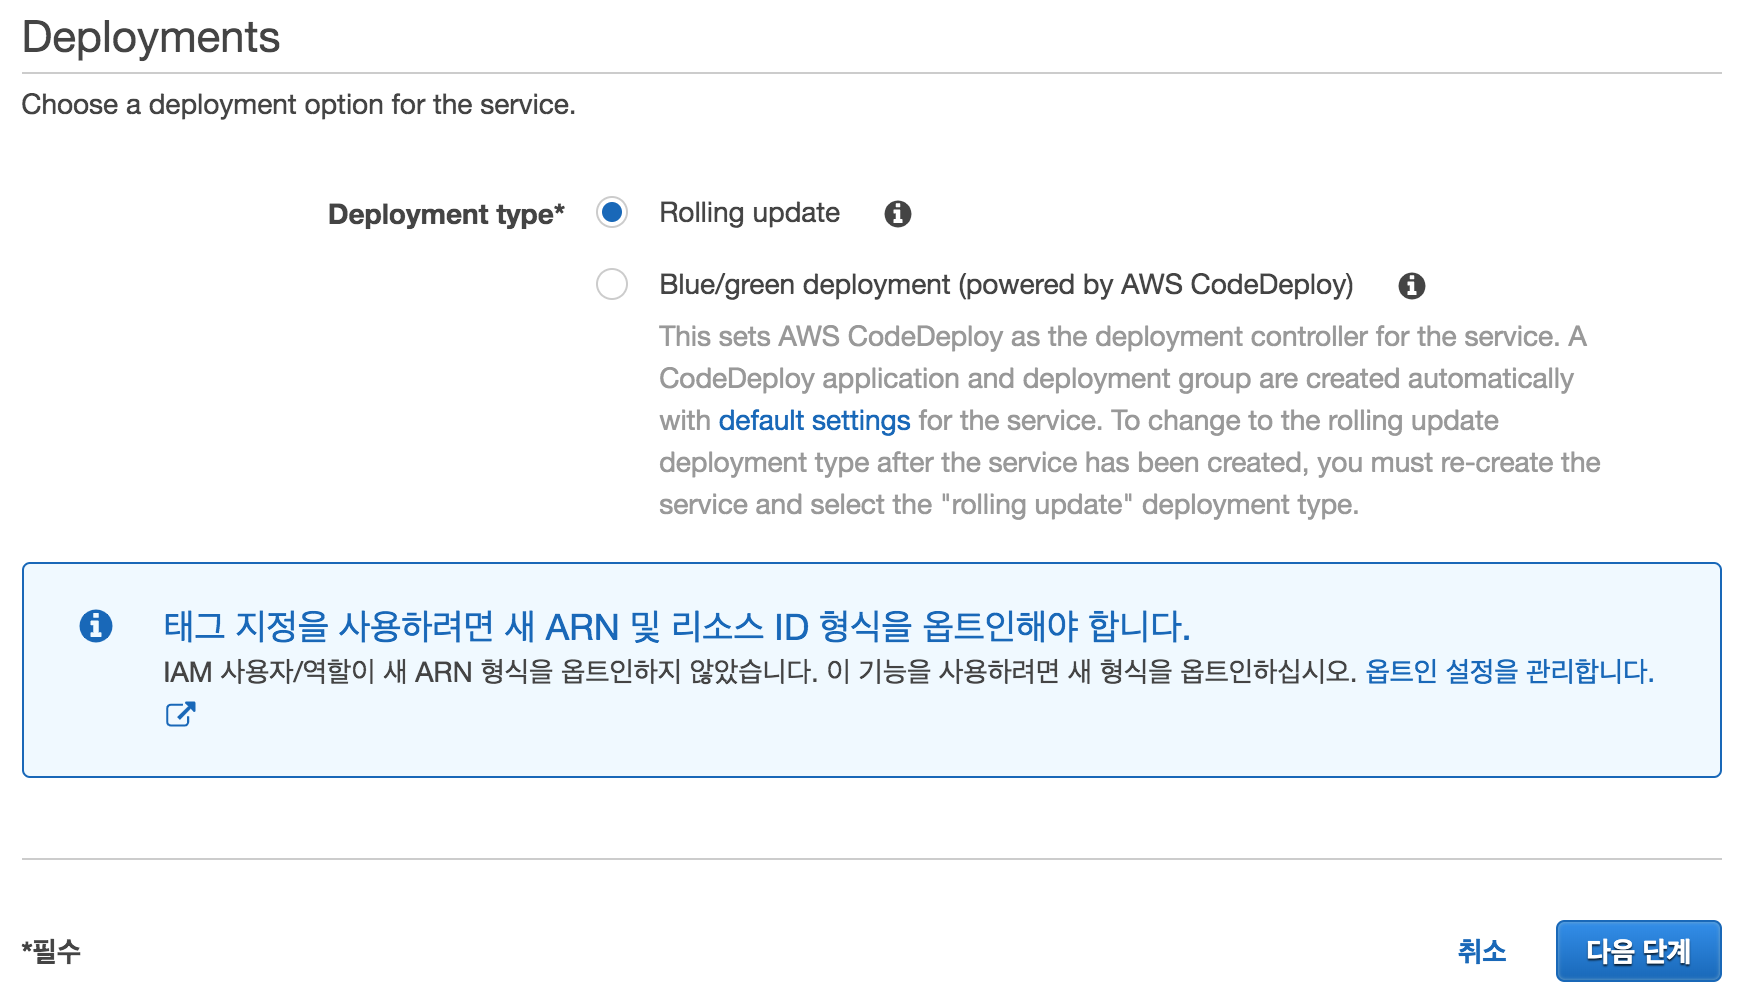 Deployments
Choose a deployment option for the service.
Deployment type*
Rolling update
Blue/green deployment (powered by AWS CodeDeploy)
This sets AWS CodeDeploy as the deployment controller for the service. A
CodeDeploy application and deployment group are created automatically
with default settings for the service. To change to the rolling update
deployment type after the service has been created, you must re-create the
service and select the "rolling update" deployment type.
태그 지정을 사용하려면 새 ARN 및 리소스 ID 형식을 옵트인해야 합니다.
IAM 사용자/역할이 새 ARN 형식을 옵트인하지 않았습니다. 이 기능을 사용하려면 새 형식을 옵트인하십시오. 옵트인 설정을 관리합니다.
*필수
취소
다음 단계